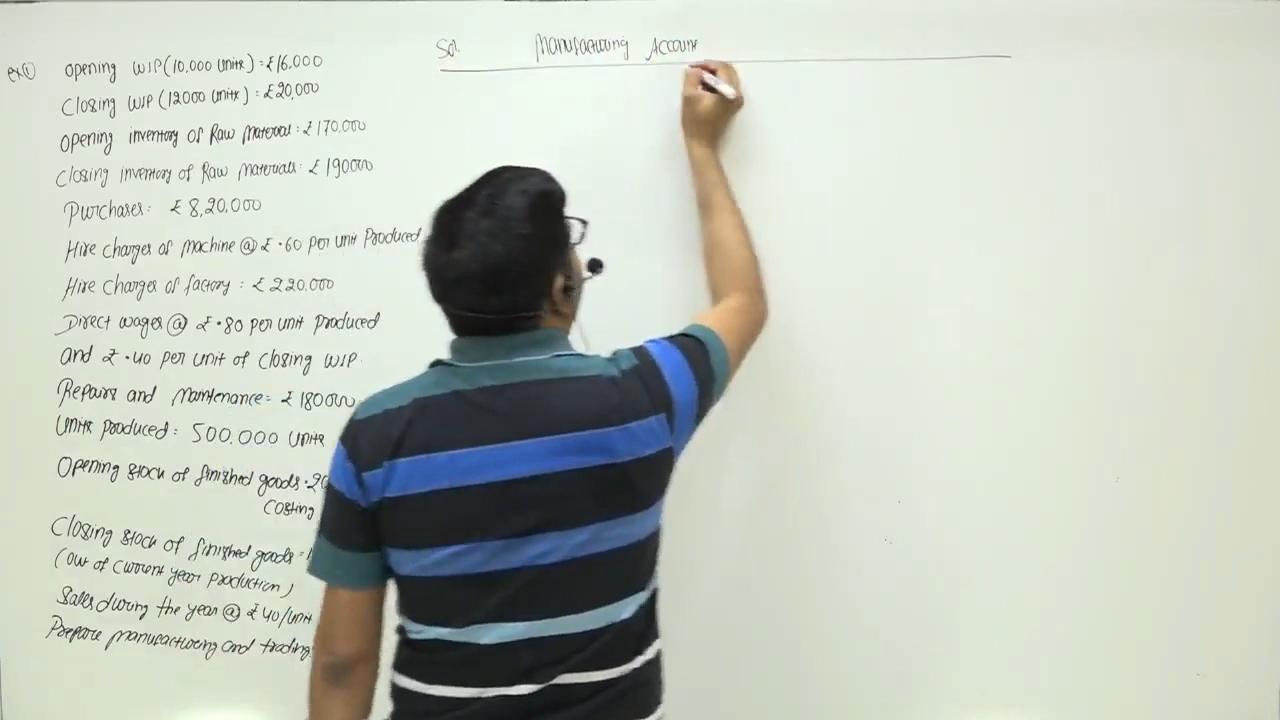 ex①
Opening WIP (10,000 Units) = ₹16.000
Closing WIP (12000 Units) = ₹20,000
Opening inventory of Raw Material : ₹170.000
Closing inventory of Raw Materials : ₹190000
Purchases : ₹8,20,000
Hire charges of machine @ ₹.60 per unit Produced
Hire charges of factory : ₹220.000
Direct wages @ ₹.80 per unit produced
and ₹.40 per unit of closing WIP.
Repairs and Maintenance = ₹180000
Units produced : 500.000 Units
Opening stock of finished goods
Costing
Closing stock of finished goods =
(Out of current year production)
Sales during the year @ ₹40/Unit
Prepare manufacturing and trading
Sol. Manufacturing Account